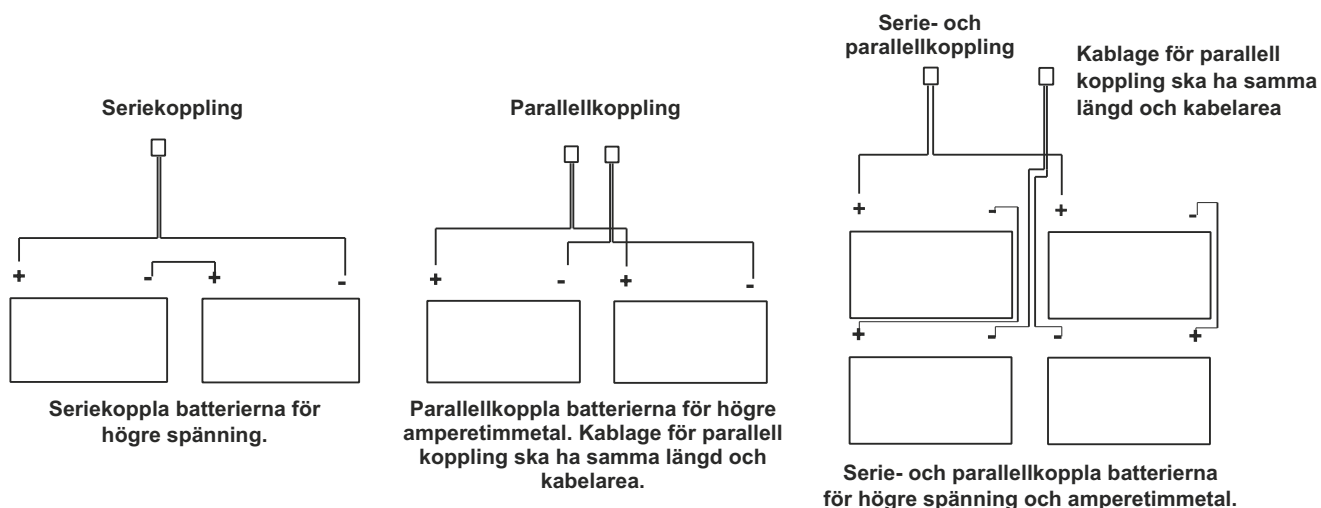 Seriekoppling
+
-
+
-
Seriekoppla batterierna för
högre spänning.
Parallellkoppling
+
-
+
-
Parallellkoppla batterierna för högre
amperetimmetal. Kablage för parallell
koppling ska ha samma längd och
kabelarea.
Serie- och
parallellkoppling
Kablage för parallell
koppling ska ha samma
längd och kabelarea
+
-
+
-
+
-
-
+
Serie- och parallellkoppla batterierna
för högre spänning och amperetimmetal.